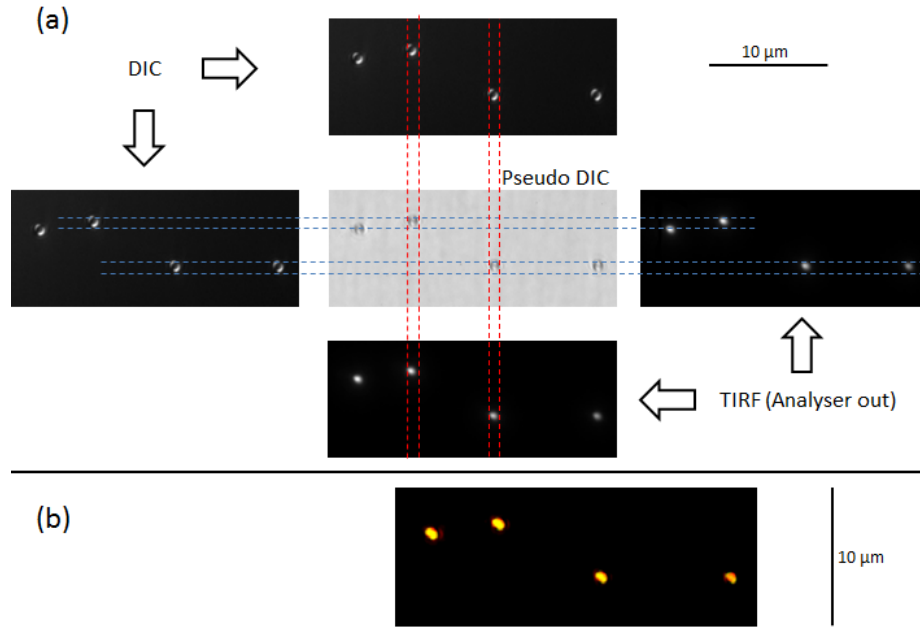 (a)
DIC
10 µm
Pseudo DIC
TIRF (Analyser out)
(b)
10 µm